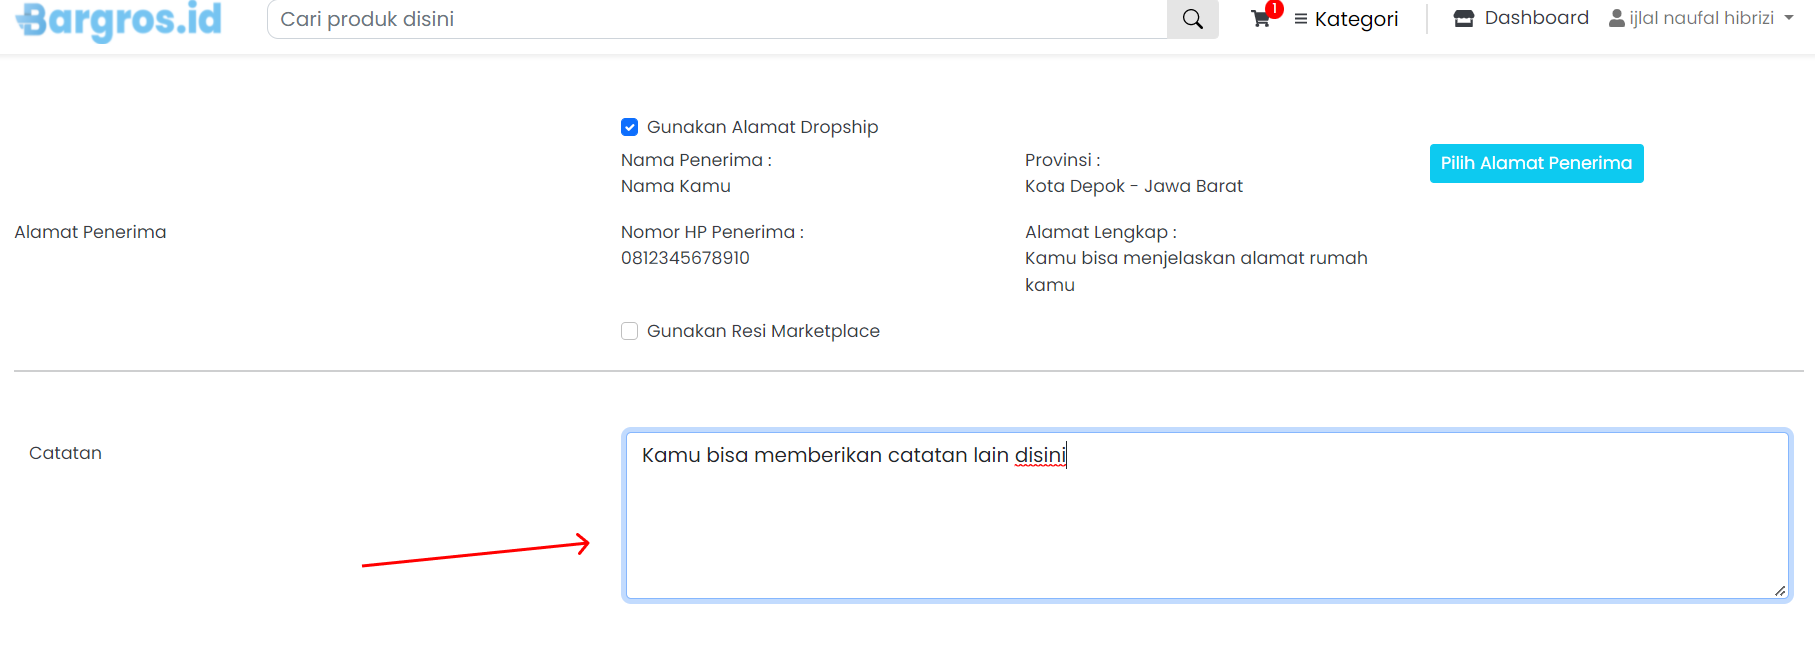 Bargros.id
Cari produk disini
1
Kategori
Dashboard
ijlal naufal hibrizi
Gunakan Alamat Dropship
Nama Penerima :
Nama Kamu
Provinsi :
Kota Depok - Jawa Barat
Pilih Alamat Penerima
Alamat Penerima
Nomor HP Penerima :
0812345678910
Alamat Lengkap :
Kamu bisa menjelaskan alamat rumah
kamu
Gunakan Resi Marketplace
Catatan
Kamu bisa memberikan catatan lain disini